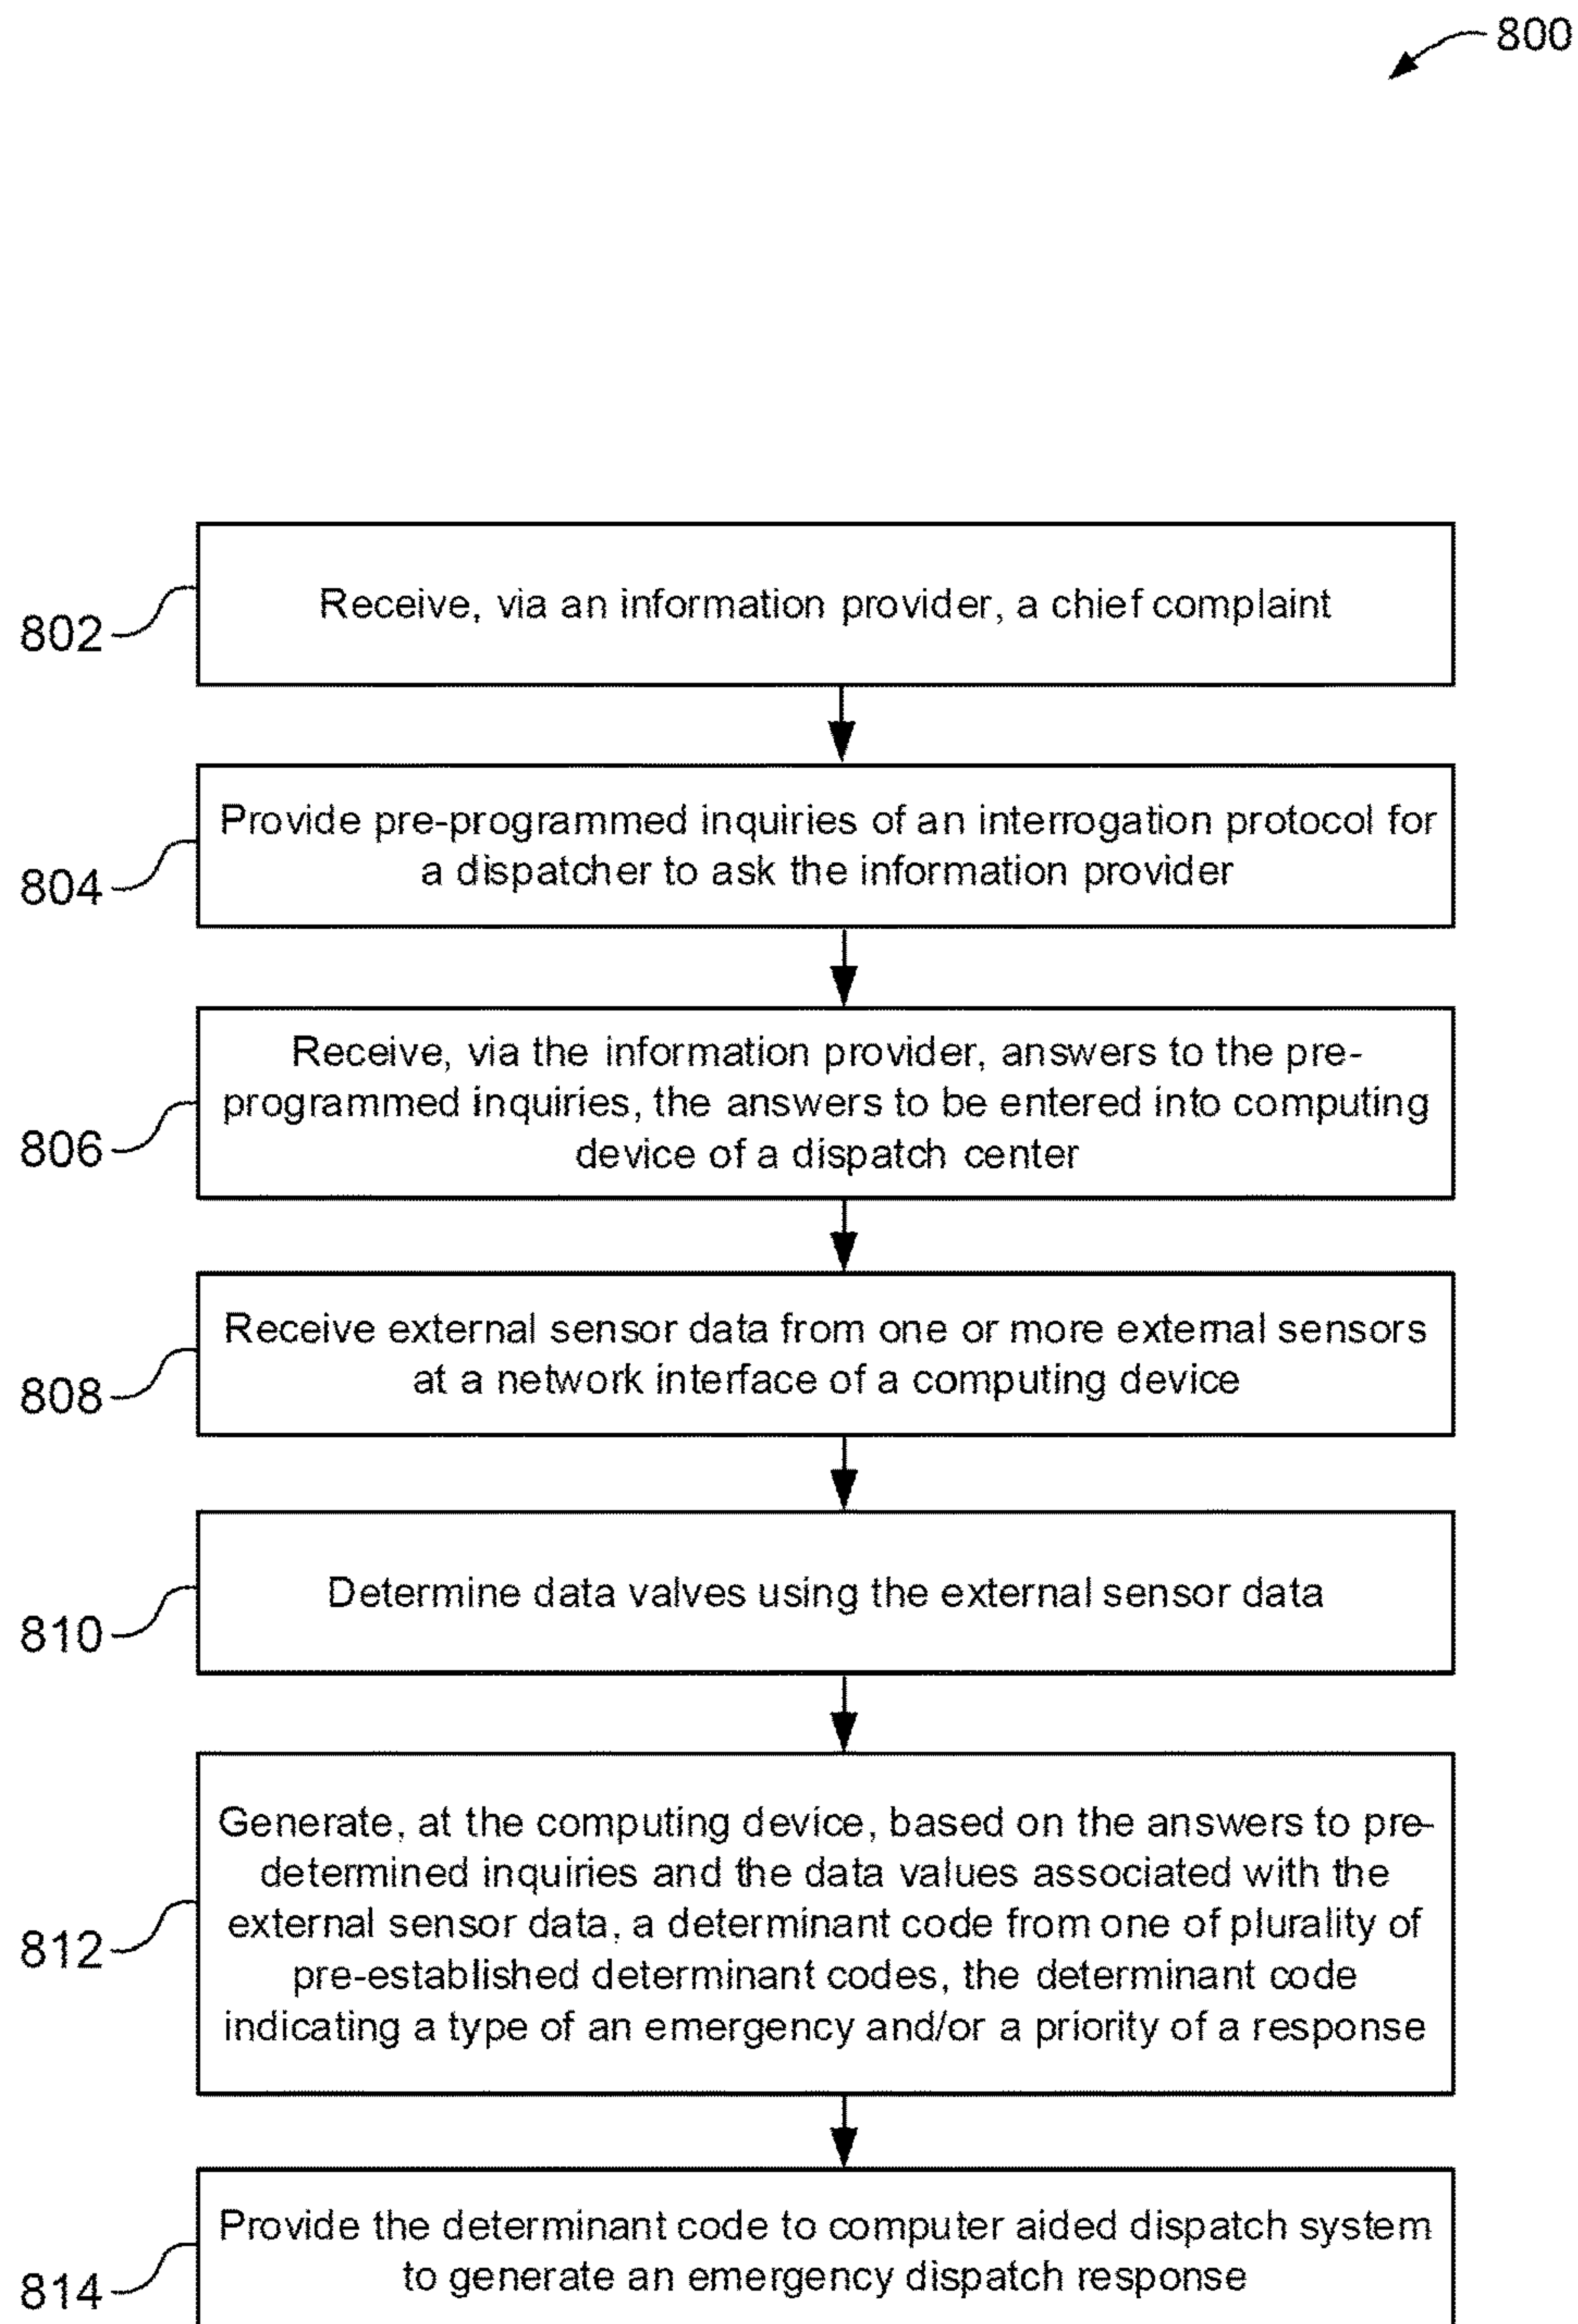 800
802
Receive, via an information provider, a chief complaint
804
Provide pre-programmed inquiries of an interrogation protocol for
a dispatcher to ask the information provider
806
Receive, via the information provider, answers to the pre-
programmed inquiries, the answers to be entered into computing
device of a dispatch center
808
Receive external sensor data from one or more external sensors
at a network interface of a computing device
810
Determine data valves using the external sensor data
812
Generate, at the computing device, based on the answers to pre-
determined inquiries and the data values associated with the
external sensor data, a determinant code from one of plurality of
pre-established determinant codes, the determinant code
indicating a type of an emergency and/or a priority of a response
814
Provide the determinant code to computer aided dispatch system
to generate an emergency dispatch response